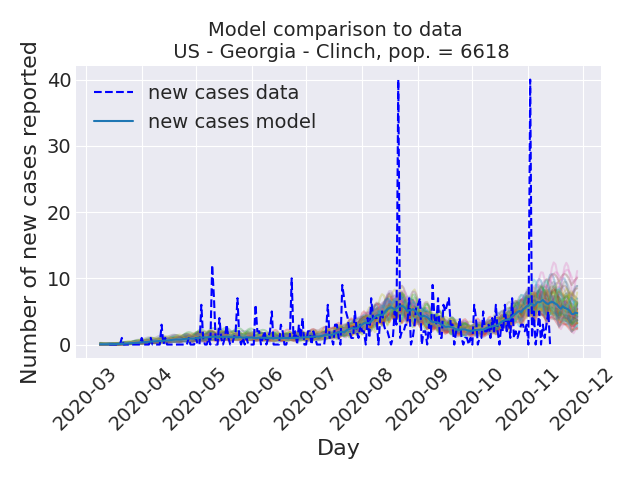 Model comparison to data
US - Georgia - Clinch, pop. = 6618
Number of new cases reported
40
30
20
10
0
new cases data
new cases model
2020-03
2020-04
2020-05
2020-06
2020-07
2020-08
2020-09
2020-10
2020-11
2020-12
Day